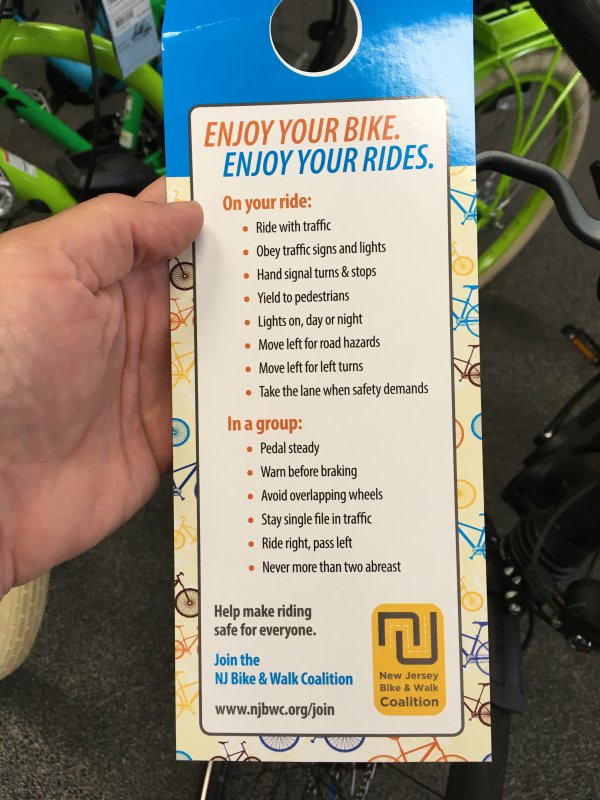 ENJOY YOUR BIKE.
ENJOY YOUR RIDES.
On your ride:
• Ride with traffic
• Obey traffic signs and lights
• Hand signal turns & stops
• Yield to pedestrians
• Lights on, day or night
• Move left for road hazards
• Move left for left turns
• Take the lane when safety demands
In a group:
• Pedal steady
• Warn before braking
• Avoid overlapping wheels
• Stay single file in traffic
• Ride right, pass left
• Never more than two abreast
Help make riding
safe for everyone.
Join the
NJ Bike & Walk Coalition
www.njbwc.org/join
New Jersey
Bike & Walk
Coalition